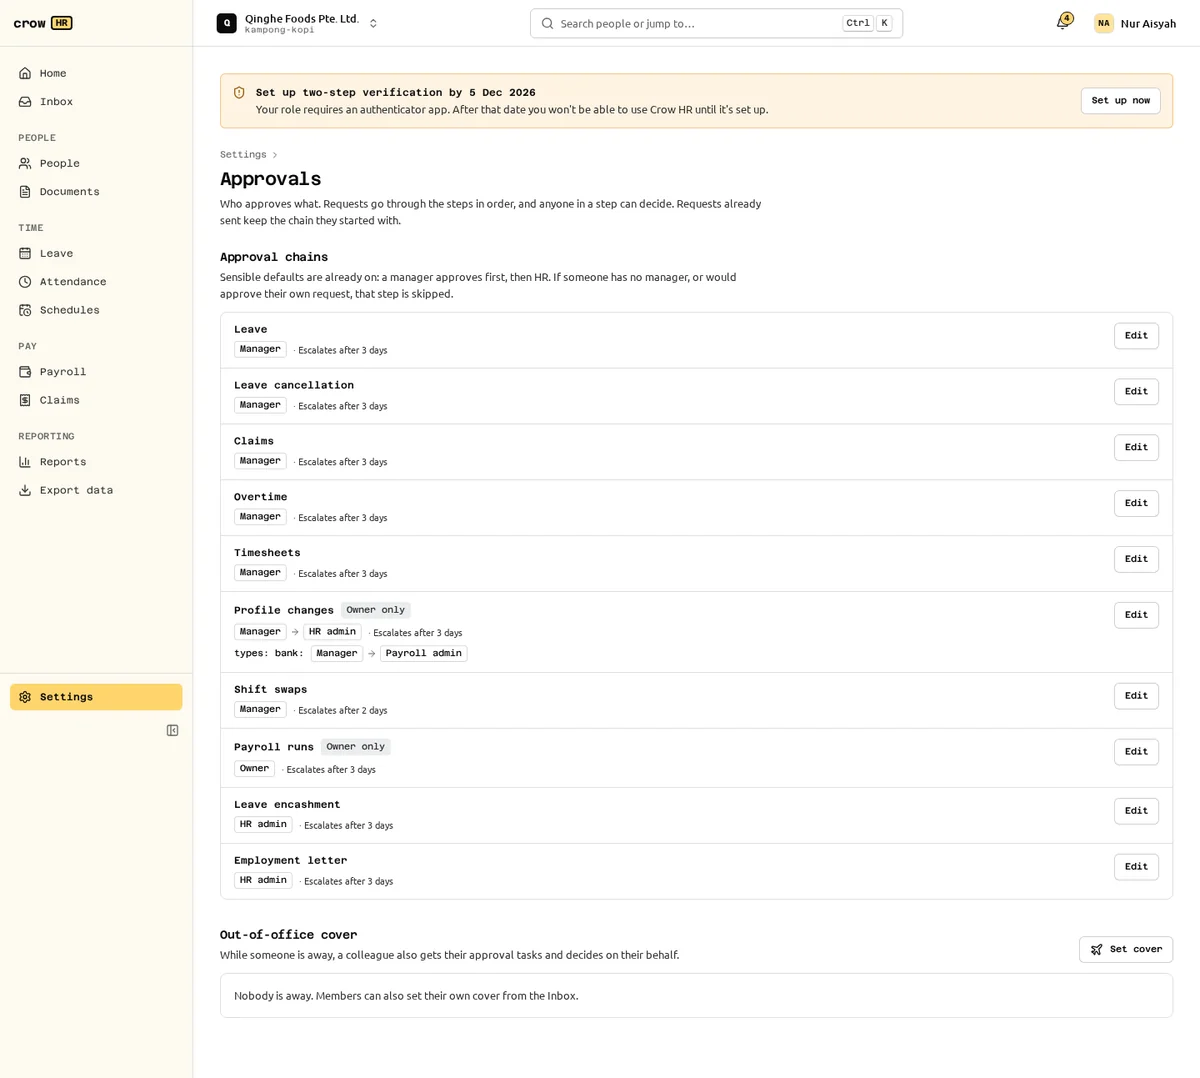 crow HR
Qinghe Foods Pte. Ltd.
kampong-kopi
Search people or jump to... Ctrl K
4
NA Nur Aisyah
Q
Home
Inbox
PEOPLE
People
Documents
TIME
Leave
Attendance
Schedules
PAY
Payroll
Claims
REPORTING
Reports
Export data
Settings
Set up two-step verification by 5 Dec 2026
Your role requires an authenticator app. After that date you won't be able to use Crow HR until it's set up.
Set up now
Settings
Approvals
Who approves what. Requests go through the steps in order, and anyone in a step can decide. Requests already
sent keep the chain they started with.
Approval chains
Sensible defaults are already on: a manager approves first, then HR. If someone has no manager, or would
approve their own request, that step is skipped.
Leave
Manager · Escalates after 3 days
Edit
Leave cancellation
Manager · Escalates after 3 days
Edit
Claims
Manager · Escalates after 3 days
Edit
Overtime
Manager · Escalates after 3 days
Edit
Timesheets
Manager · Escalates after 3 days
Edit
Profile changes Owner only
Manager → HR admin · Escalates after 3 days
types: bank: Manager → Payroll admin
Edit
Shift swaps
Manager · Escalates after 2 days
Edit
Payroll runs Owner only
Owner · Escalates after 3 days
Edit
Leave encashment
HR admin · Escalates after 3 days
Edit
Employment letter
HR admin · Escalates after 3 days
Edit
Out-of-office cover
While someone is away, a colleague also gets their approval tasks and decides on their behalf.
Set cover
Nobody is away. Members can also set their own cover from the Inbox.